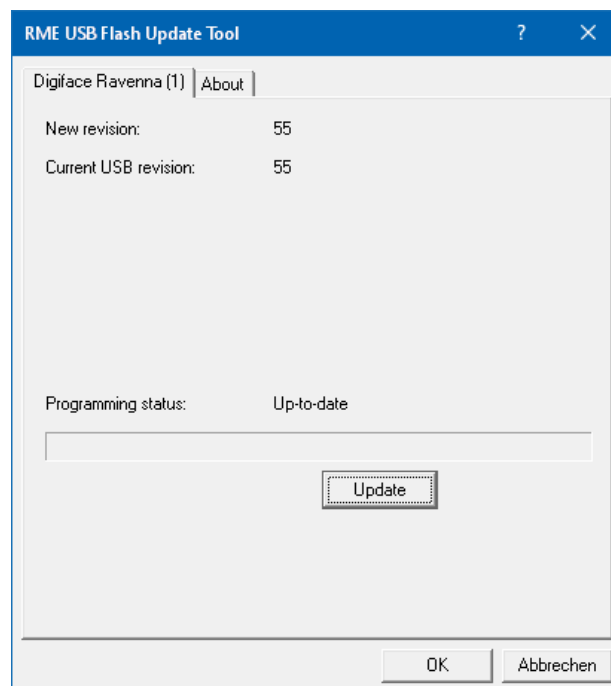 RME USB Flash Update Tool ? ×
Digiface Ravenna (1) About
New revision: 55
Current USB revision: 55
Programming status: Up-to-date
Update
OK Abbrechen